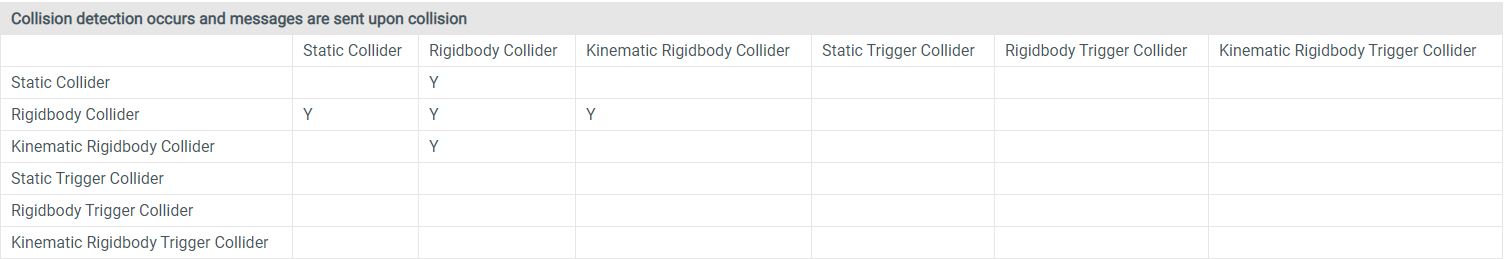 Collision detection occurs and messages are sent upon collision
Static Collider Rigidbody Collider Kinematic Rigidbody Collider Static Trigger Collider Rigidbody Trigger Collider Kinematic Rigidbody Trigger Collider
Static Collider Y
Rigidbody Collider Y Y Y
Kinematic Rigidbody Collider Y
Static Trigger Collider
Rigidbody Trigger Collider
Kinematic Rigidbody Trigger Collider